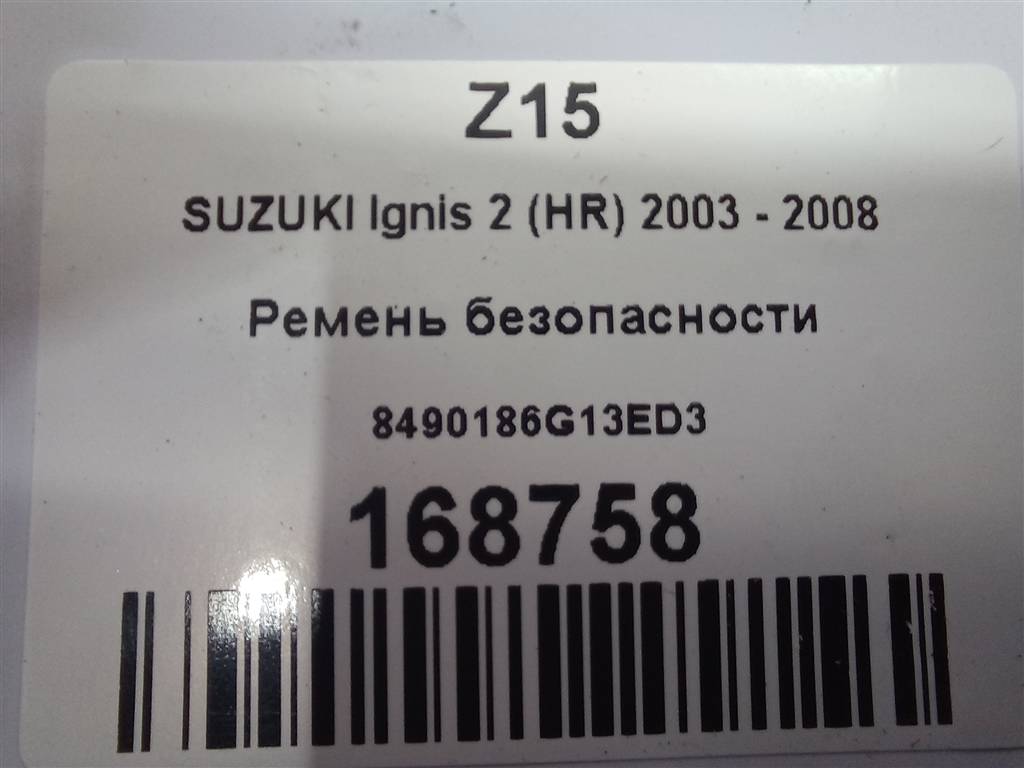 Z15
SUZUKI Ignis 2 (HR) 2003 - 2008
Ремень безопасности
8490186G13ED3
168758